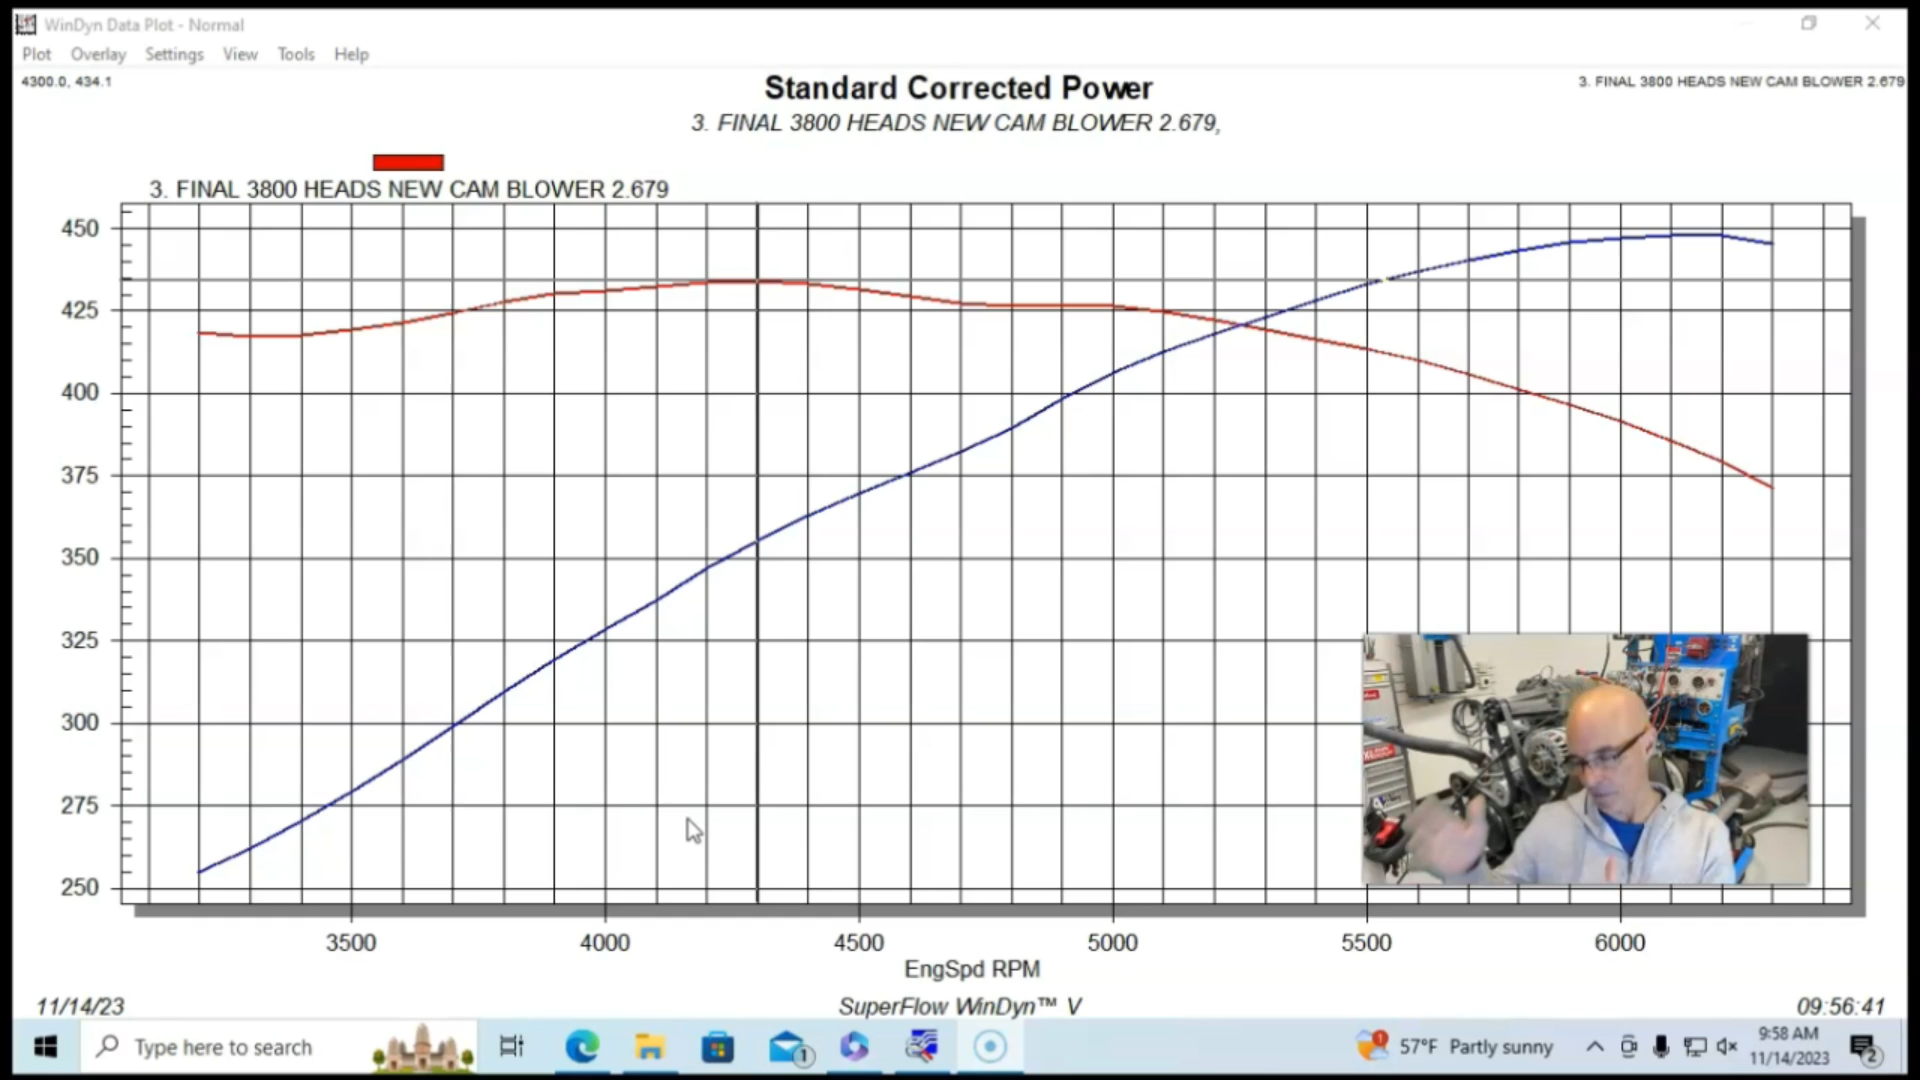 WinDyn Data Plot - Normal
Plot Overlay Settings View Tools Help
4300.0, 434.1
3. FINAL 3800 HEADS NEW CAM BLOWER 2.679
Standard Corrected Power
3. FINAL 3800 HEADS NEW CAM BLOWER 2.679,
3. FINAL 3800 HEADS NEW CAM BLOWER 2.679
450
425
400
375
350
325
300
275
250
3500 4000 4500 5000 5500 6000
EngSpd RPM
11/14/23 SuperFlow WinDyn™ V 09:56:41
Type here to search
1
1
57°F Partly sunny
9:58 AM
11/14/2023
2